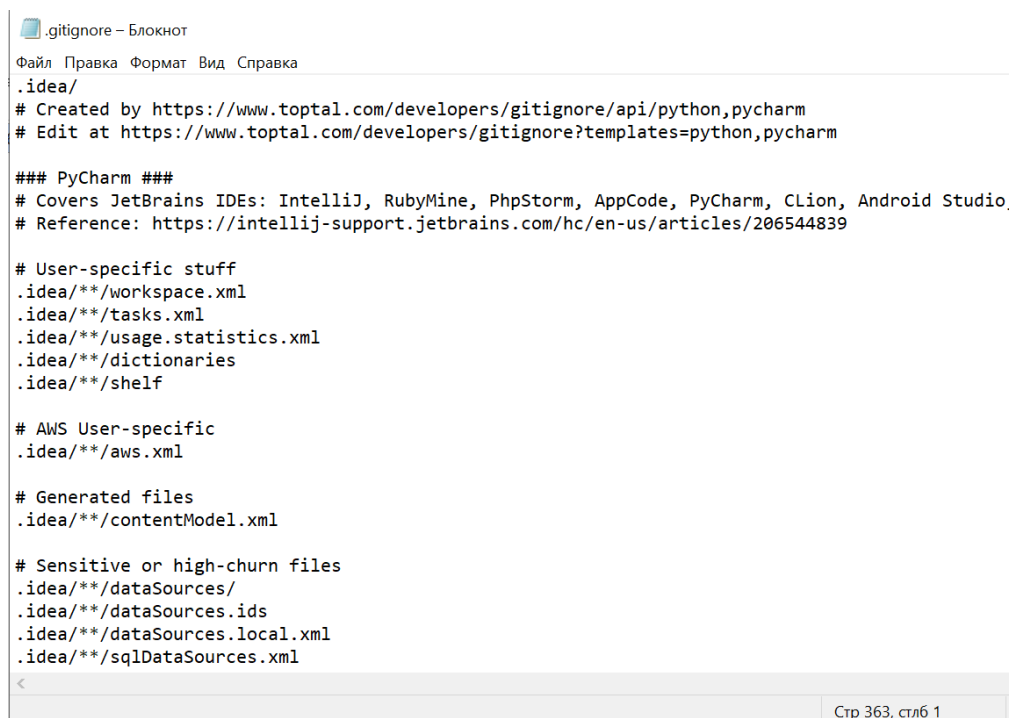 .gitignore – Блокнот
Файл Правка Формат Вид Справка
.idea/
# Created by https://www.toptal.com/developers/gitignore/api/python,pycharm
# Edit at https://www.toptal.com/developers/gitignore?templates=python,pycharm
### PyCharm ###
# Covers JetBrains IDEs: IntelliJ, RubyMine, PhpStorm, AppCode, PyCharm, CLion, Android Studio,
# Reference: https://intellij-support.jetbrains.com/hc/en-us/articles/206544839
# User-specific stuff
.idea/**/workspace.xml
.idea/**/tasks.xml
.idea/**/usage.statistics.xml
.idea/**/dictionaries
.idea/**/shelf
# AWS User-specific
.idea/**/aws.xml
# Generated files
.idea/**/contentModel.xml
# Sensitive or high-churn files
.idea/**/dataSources/
.idea/**/dataSources.ids
.idea/**/dataSources.local.xml
.idea/**/sqlDataSources.xml
Стр 363, стлб 1